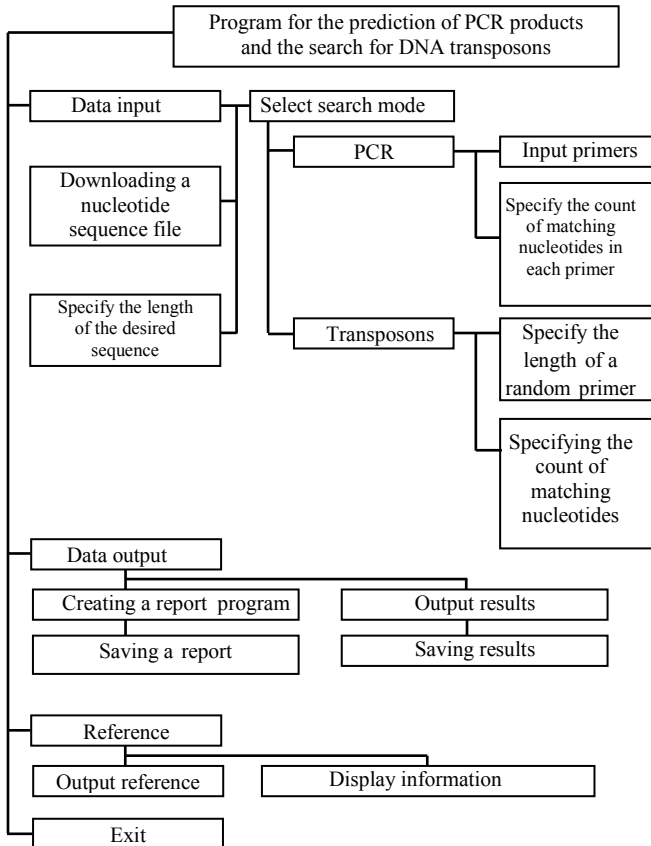 Program for the prediction of PCR products
and the search for DNA transposons
Data input
Select search mode
PCR
Input primers
Downloading a
nucleotide
sequence file
Specify the count
of matching
nucleotides in
each primer
Specify the length
of the desired
sequence
Transposons
Specify the
length of a
random primer
Specifying the
count of
matching
nucleotides
Data output
Creating a report program
Output results
Saving a report
Saving results
Reference
Output reference
Display information
Exit